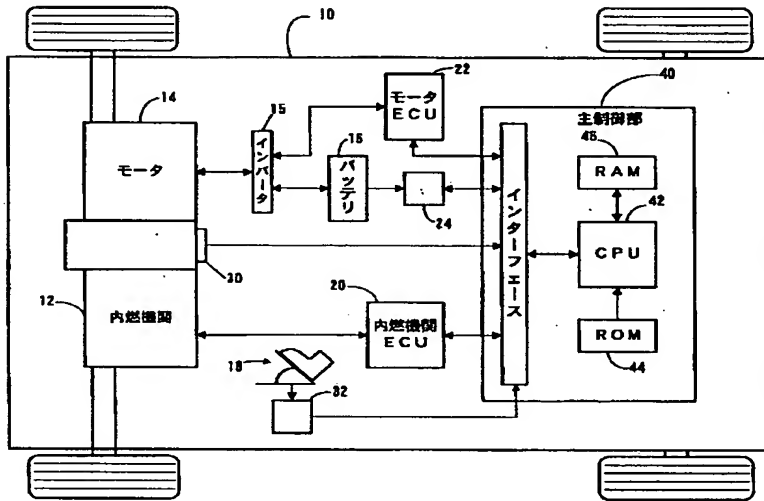 10
22
40
14
モータ
ECU
主制御部
15
16
46
モータ
インバータ
バッテリ
RAM
24
インターフェース
42
CPU
30
12
20
内燃機関
内燃機関
ECU
ROM
18
32
44